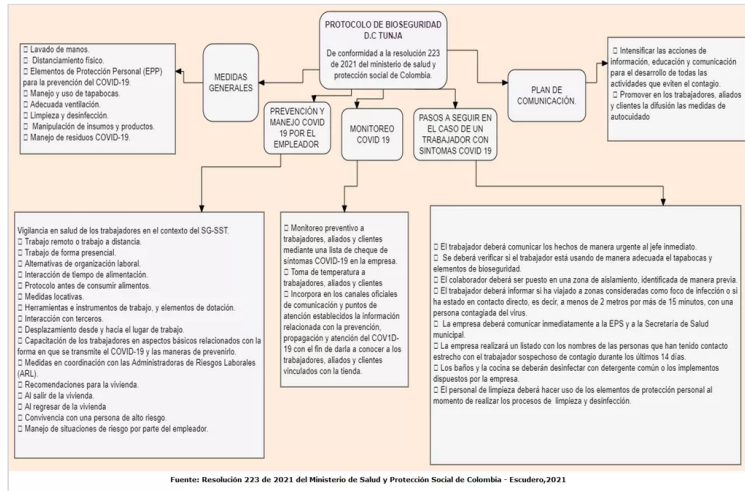 PROTOCOLO DE BIOSEGURIDAD
D.C TUNJA
De conformidad a la resolución 223
de 2021 del ministerio de salud y
protección social de Colombia.
Lavado de manos.
Distanciamiento físico.
Elementos de Protección Personal (EPP)
para la prevención del COVID-19.
Manejo y uso de tapabocas.
Adecuada ventilación.
Limpieza y desinfección.
Manipulación de insumos y productos.
Manejo de residuos COVID-19.
MEDIDAS
GENERALES
PREVENCIÓN Y
MANEJO COVID
19 POR EL
EMPLEADOR
MONITOREO
COVID 19
PASOS A SEGUIR EN
EL CASO DE UN
TRABAJADOR CON
SINTOMAS COVID 19
PLAN DE
COMUNICACIÓN.
Intensificar las acciones de
información, educación y comunicación
para el desarrollo de todas las
actividades que eviten el contagio.
Promover en los trabajadores, aliados
y clientes la difusión las medidas de
autocuidado
Vigilancia en salud de los trabajadores en el contexto del SG-SST.
Trabajo remoto o trabajo a distancia.
Trabajo de forma presencial.
Alternativas de organización laboral.
Interacción de tiempo de alimentación.
Protocolo antes de consumir alimentos.
Medidas locativas.
Herramientas e instrumentos de trabajo, y elementos de dotación.
Interacción con terceros.
Desplazamiento desde y hacia el lugar de trabajo.
Capacitación de los trabajadores en aspectos básicos relacionados con la
forma en que se transmite el COVID-19 y las maneras de prevenirlo.
Medidas en coordinación con las Administradoras de Riesgos Laborales
(ARL).
Recomendaciones para la vivienda.
Al salir de la vivienda.
Al regresar de la vivienda
Convivencia con una persona de alto riesgo.
Manejo de situaciones de riesgo por parte del empleador.
Monitoreo preventivo a
trabajadores, aliados y clientes
mediante una lista de cheque de
síntomas COVID-19 en la empresa.
Toma de temperatura a
trabajadores, aliados y clientes
Incorpora en los canales oficiales
de comunicación y puntos de
atención establecidos la información
relacionada con la prevención,
propagación y atención del COV1D-
19 con el fin de darla a conocer a los
trabajadores, aliados y clientes
vinculados con la tienda.
El trabajador deberá comunicar los hechos de manera urgente al jefe inmediato.
Se deberá verificar si el trabajador está usando de manera adecuada el tapabocas y
elementos de bioseguridad.
El colaborador deberá ser puesto en una zona de aislamiento, identificada de manera previa.
El trabajador deberá informar si ha viajado a zonas consideradas como foco de infección o si
ha estado en contacto directo, es decir, a menos de 2 metros por más de 15 minutos, con una
persona contagiada del virus.
La empresa deberá comunicar inmediatamente a la EPS y a la Secretaría de Salud
municipal.
La empresa realizará un listado con los nombres de las personas que han tenido contacto
estrecho con el trabajador sospechoso de contagio durante los últimos 14 días.
Los baños y la cocina se deberán desinfectar con detergente común o los implementos
dispuestos por la empresa.
El personal de limpieza deberá hacer uso de los elementos de protección personal al
momento de realizar los procesos de limpieza y desinfección.
Fuente: Resolución 223 de 2021 del Ministerio de Salud y Protección Social de Colombia - Escudero,2021